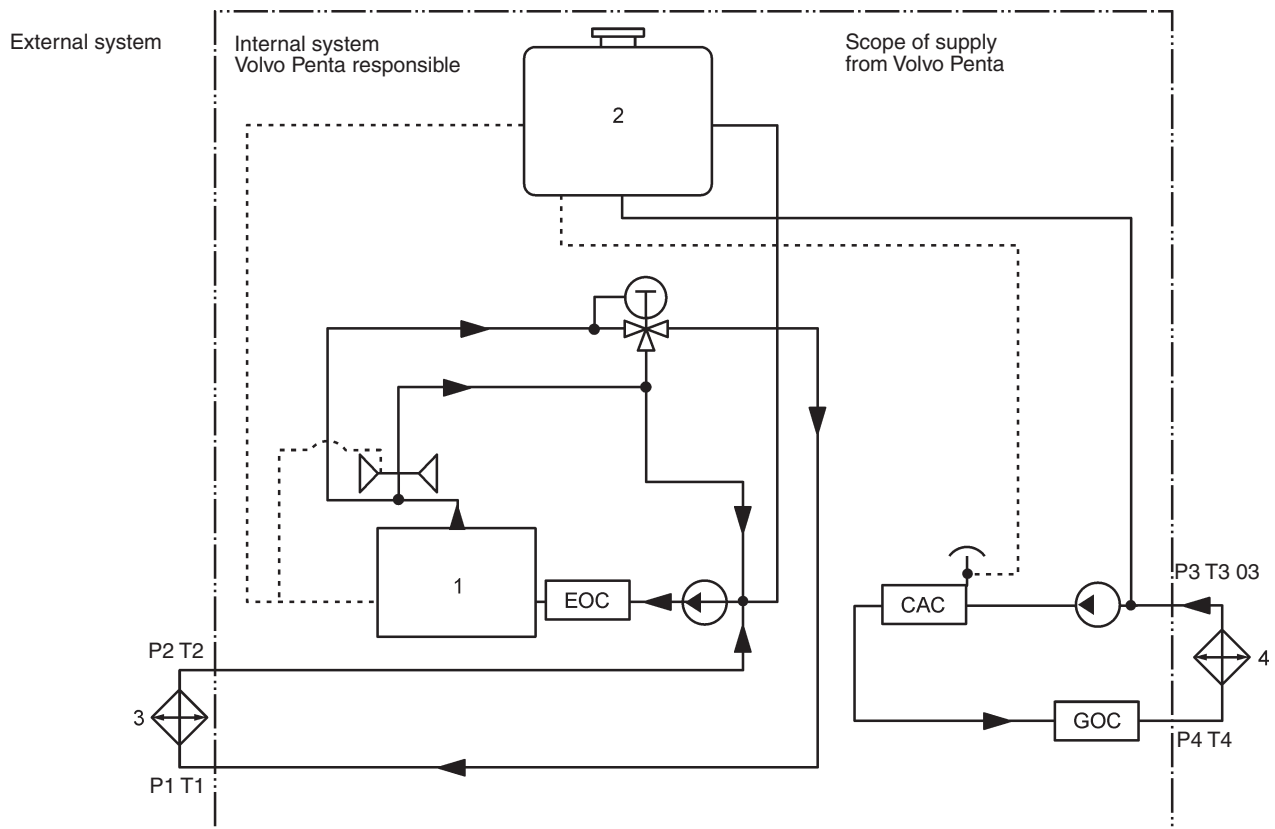 External system
Internal system
Volvo Penta responsible
Scope of supply
from Volvo Penta
2
T
1
EOC
CAC
P3 T3 03
P2 T2
4
3
GOC
P4 T4
P1 T1